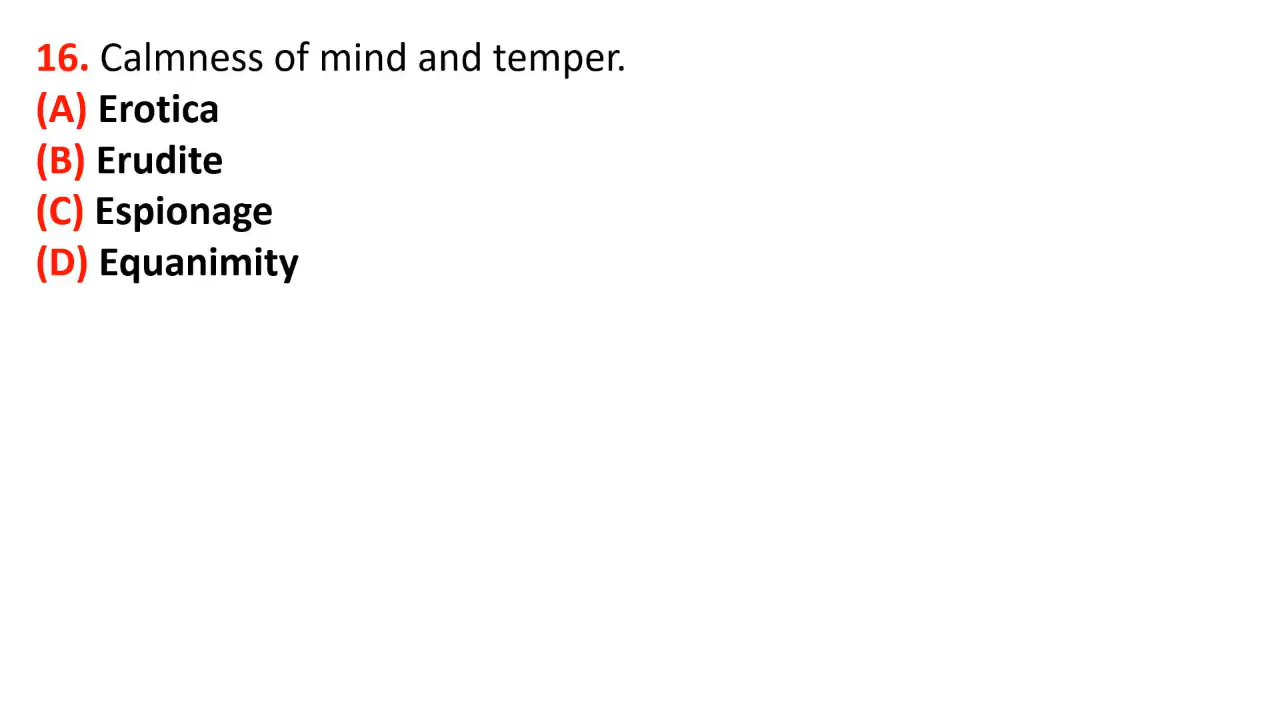 16. Calmness of mind and temper.
(A) Erotica
(B) Erudite
(C) Espionage
(D) Equanimity